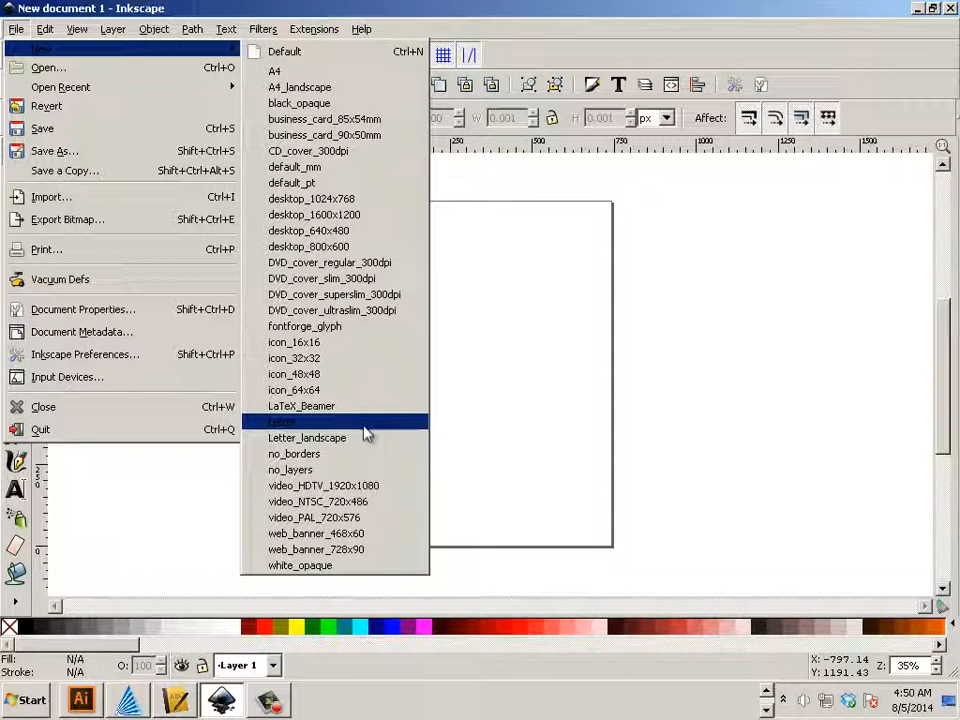 New document 1 - Inkscape
File Edit View Layer Object Path Text Filters Extensions Help
New
Open... Ctrl+O
Open Recent
Revert
Save Ctrl+S
Save As... Shift+Ctrl+S
Save a Copy... Shift+Ctrl+Alt+S
Import... Ctrl+I
Export Bitmap... Shift+Ctrl+E
Print... Ctrl+P
Vacuum Defs
Document Properties... Shift+Ctrl+D
Document Metadata...
Inkscape Preferences... Shift+Ctrl+P
Input Devices...
Close Ctrl+W
Quit Ctrl+Q
Default Ctrl+N
A4
A4_landscape
black_opaque
business_card_85x54mm
business_card_90x50mm
CD_cover_300dpi
default_mm
default_pt
desktop_1024x768
desktop_1600x1200
desktop_640x480
desktop_800x600
DVD_cover_regular_300dpi
DVD_cover_slim_300dpi
DVD_cover_superslim_300dpi
DVD_cover_ultraslim_300dpi
fontforge_glyph
icon_16x16
icon_32x32
icon_48x48
icon_64x64
LaTeX_Beamer
Letter
Letter_landscape
no_borders
no_layers
video_HDTV_1920x1080
video_NTSC_720x486
video_PAL_720x576
web_banner_468x60
web_banner_728x90
white_opaque
00 W 0.001 H 0.001 px Affect:
250 500 750 1000 1250 1500
Fill: N/A
Stroke: N/A
O: 100
·Layer 1
X: -797.14
Y: 1191.43
Z: 35%
Start
Ai
4:50 AM
8/5/2014